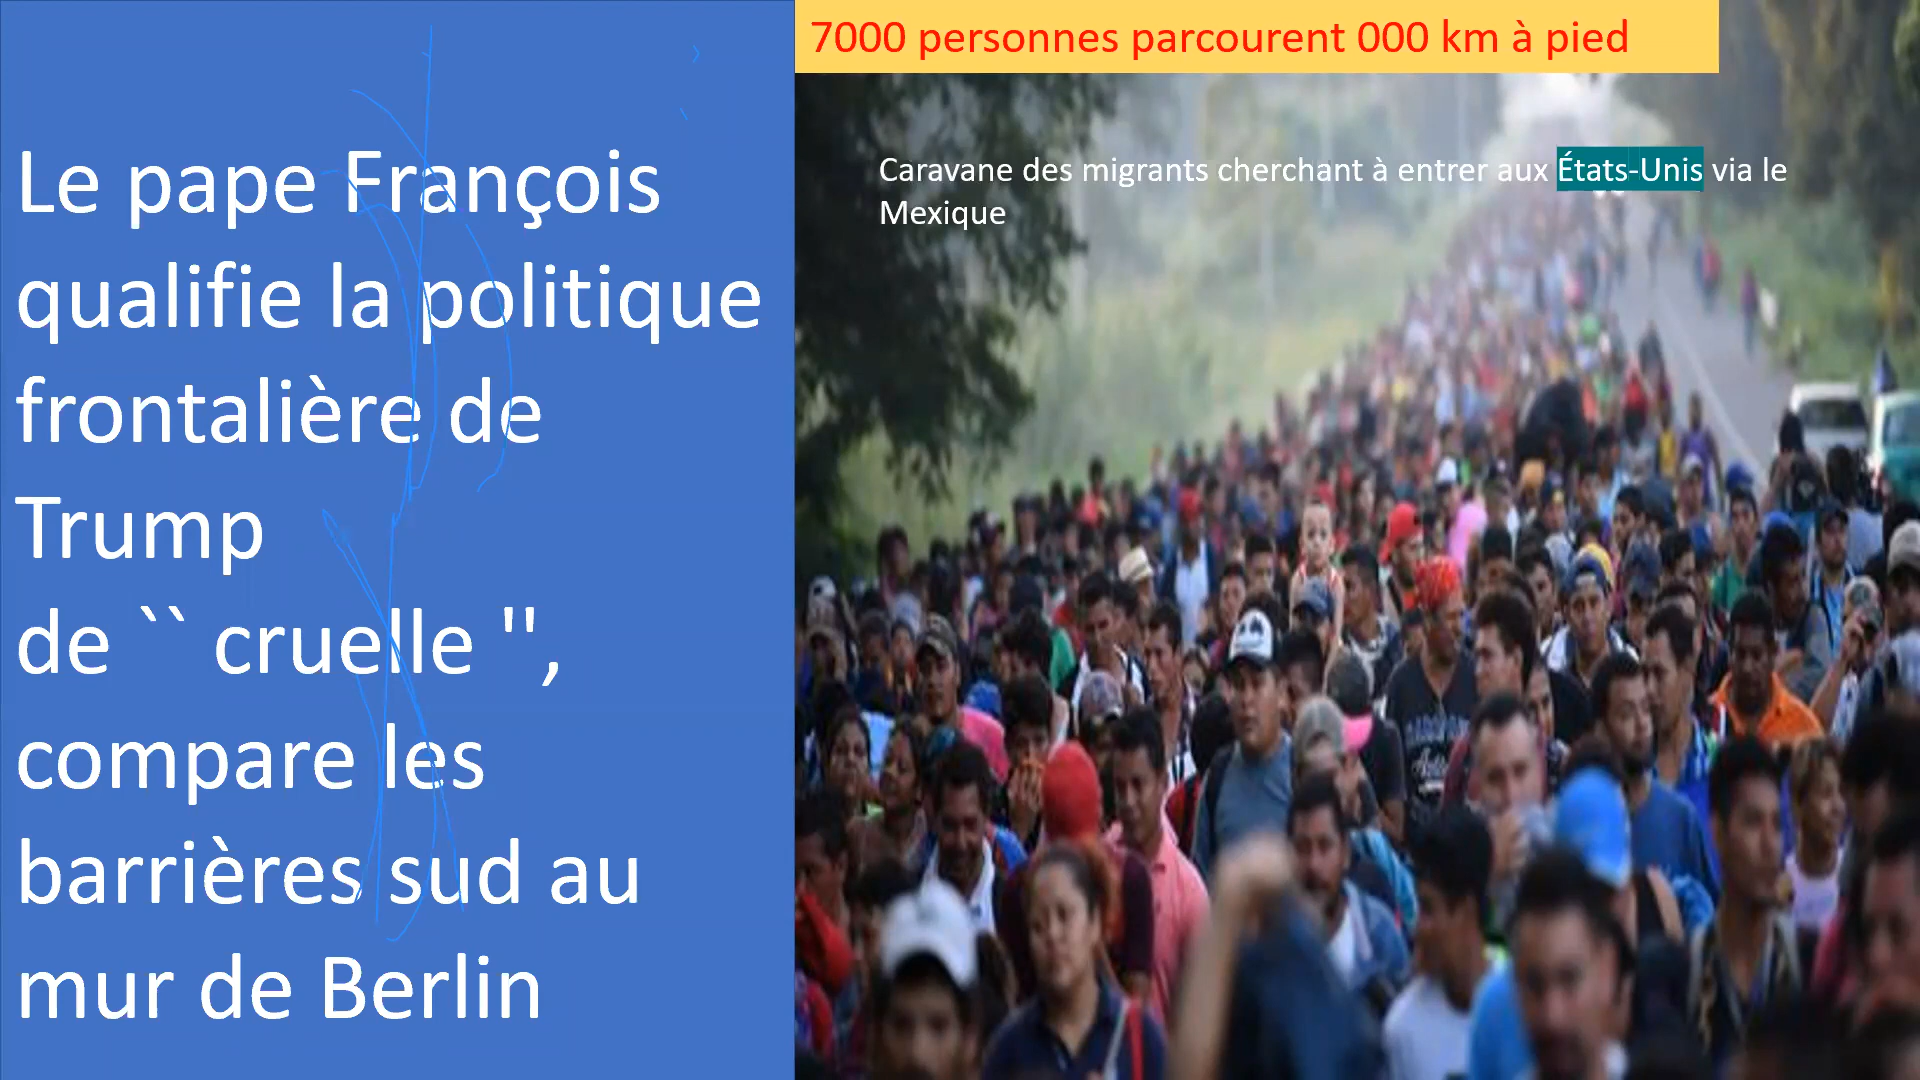 7000 personnes parcourent 000 km à pied
Le pape François
qualifie la politique
frontalière de
Trump
de `` cruelle '',
compare les
barrières sud au
mur de Berlin
Caravane des migrants cherchant à entrer aux États-Unis via le
Mexique